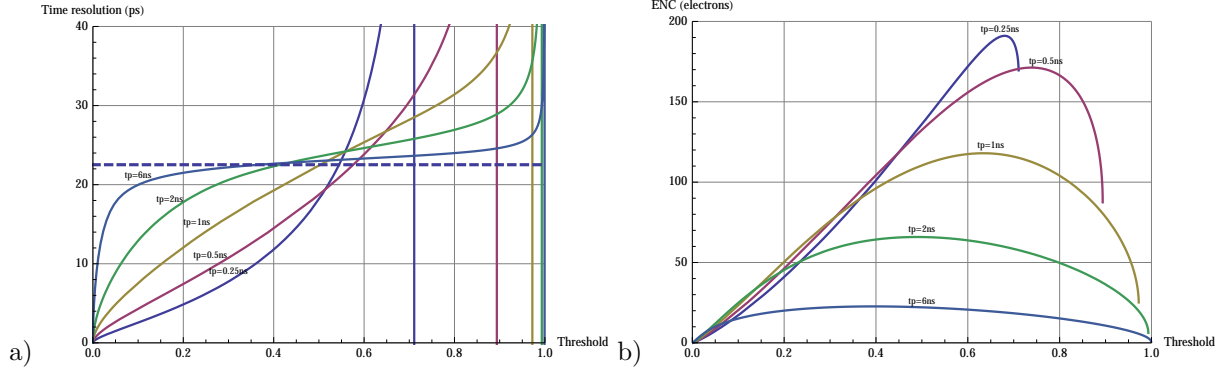 Time resolution (ps)
40
30
20
10
0
0.0 0.2 0.4 0.6 0.8 1.0
Threshold
tp=6ns
tp=2ns
tp=1ns
tp=0.5ns
tp=0.25ns
a)
ENC (electrons)
200
150
100
50
0
0.0 0.2 0.4 0.6 0.8 1.0
Threshold
tp=0.25ns
tp=0.5ns
tp=1ns
tp=2ns
tp=6ns
b)